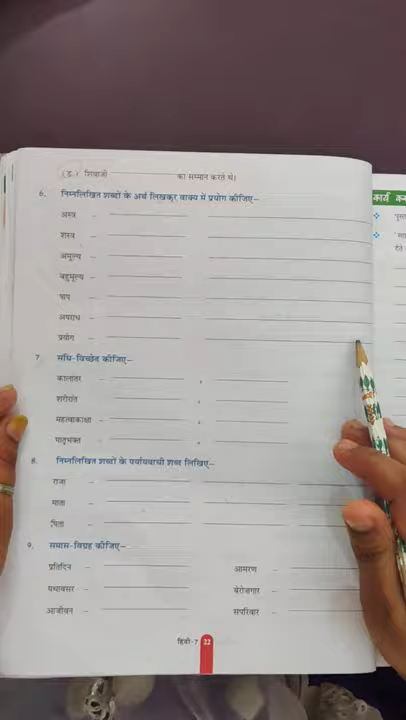 (ङ.) शिवाजी का सम्मान करते थे।
6. निम्नलिखित शब्दों के अर्थ लिखकर वाक्य में प्रयोग कीजिए–
अस्त्र –
शस्त्र –
अमूल्य –
बहुमूल्य –
पाप –
अपराध –
प्रयोग –
7. संधि-विच्छेद कीजिए–
कालांतर – ,
शरीरांत – ,
महत्वाकांक्षा – ,
मातृभक्त – ,
8. निम्नलिखित शब्दों के पर्यायवाची शब्द लिखिए–
राजा –
माता –
पिता –
9. समास-विग्रह कीजिए–
प्रतिदिन – आमरण –
यथावसर – बेरोजगार –
आजीवन – सपरिवार –
हिन्दी-7 22
कार्य